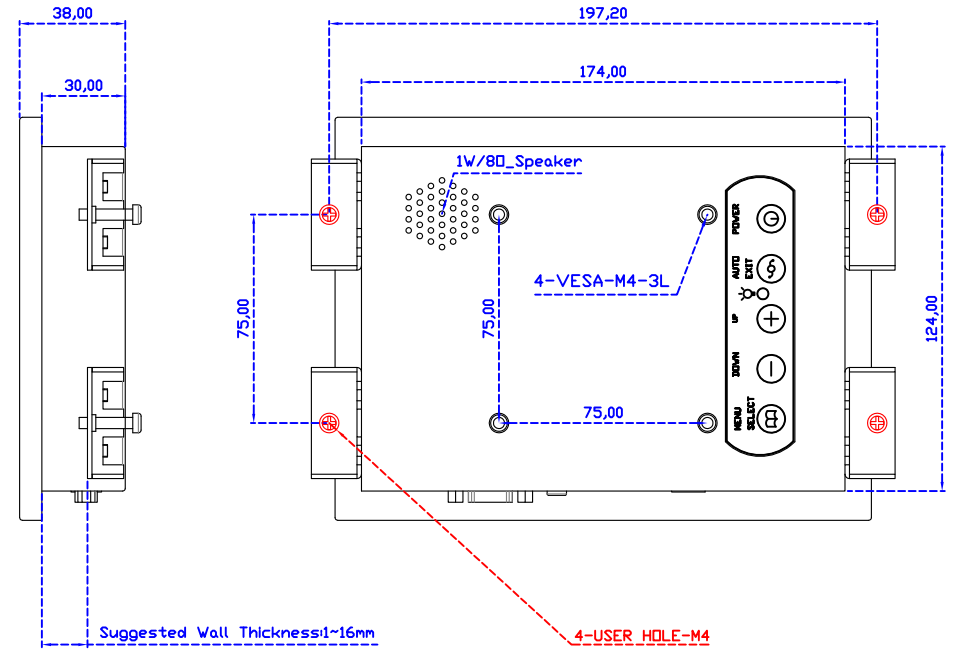 38,00
197,20
174,00
30,00
1W/8Ω_Speaker
POWER
AUTO
EXIT
4-VESA-M4-3L
75,00
75,00
UP
124,00
DOWN
75,00
MENU
SELECT
Suggested Wall Thickness:1~16mm
4-USER HOLE-M4